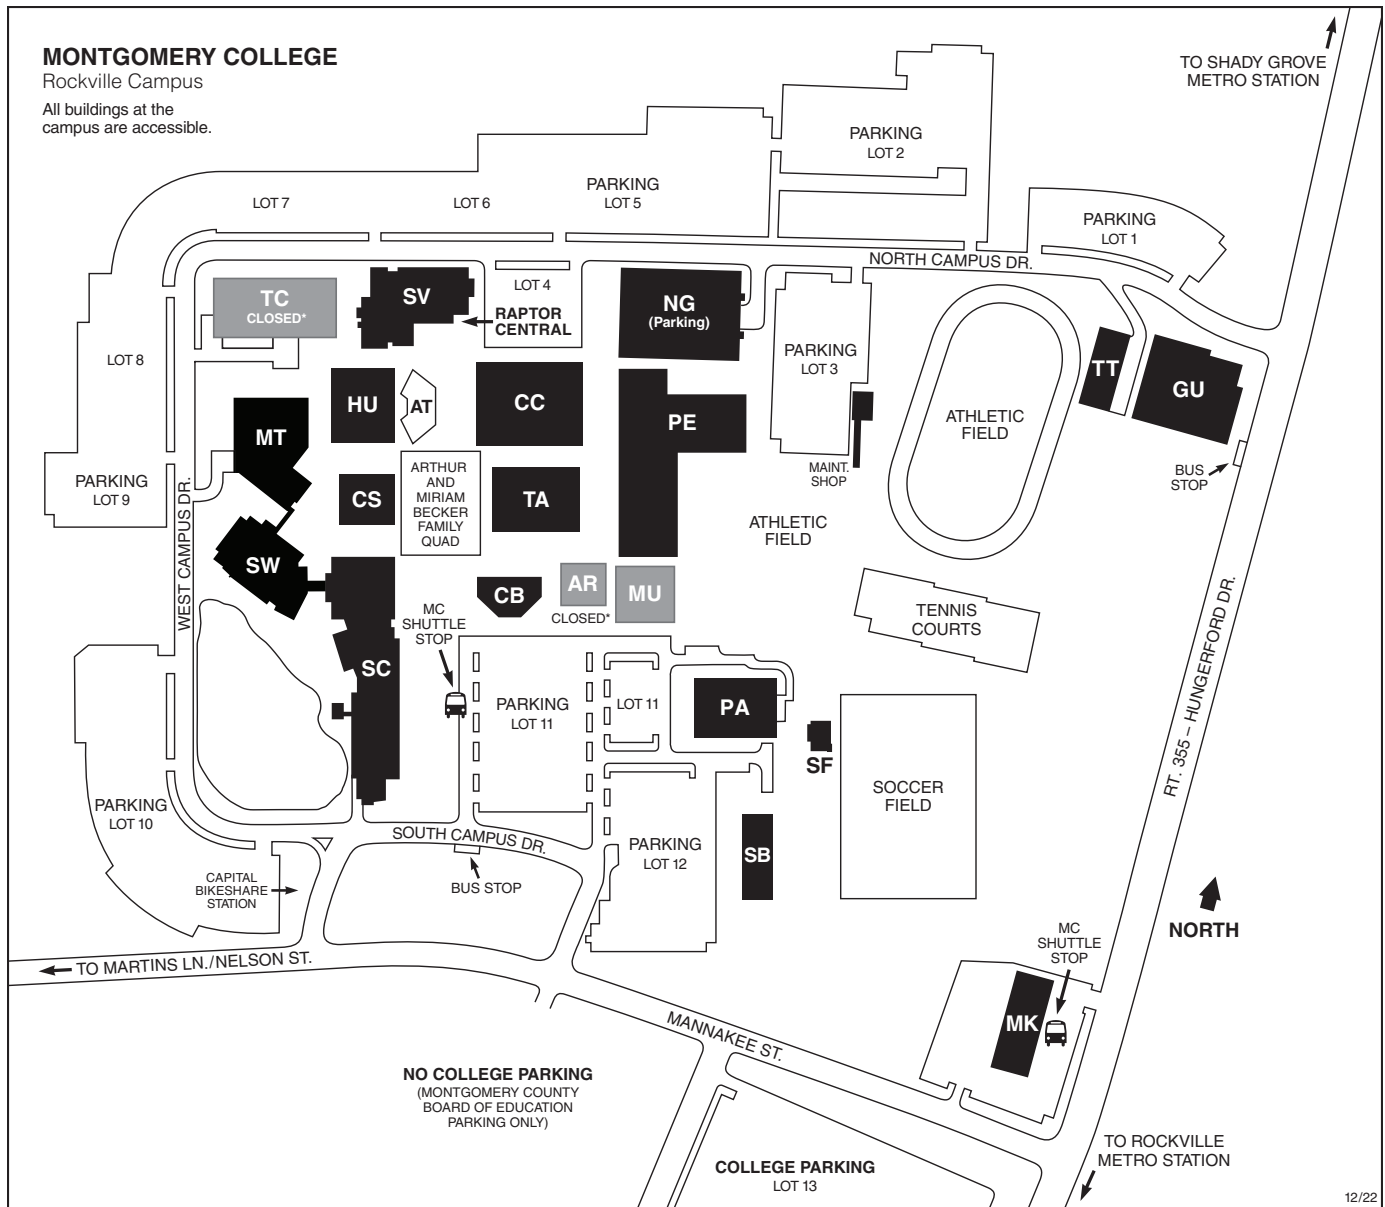 MONTGOMERY COLLEGE
Rockville Campus
All buildings at the
campus are accessible.
TO SHADY GROVE
METRO STATION
PARKING
LOT 2
PARKING
LOT 5
LOT 6
LOT 7
PARKING
LOT 1
NORTH CAMPUS DR.
TC
CLOSED*
SV
LOT 4
RAPTOR
CENTRAL
NG
(Parking)
PARKING
LOT 3
LOT 8
TT
GU
HU
AT
CC
PE
ATHLETIC
FIELD
MT
MAINT.
SHOP
BUS
STOP
PARKING
LOT 9
CS
ARTHUR
AND
MIRIAM
BECKER
FAMILY
QUAD
TA
ATHLETIC
FIELD
WEST CAMPUS DR.
SW
CB
AR
CLOSED*
MU
MC
SHUTTLE
STOP
TENNIS
COURTS
SC
PARKING
LOT 11
LOT 11
PA
SF
SOCCER
FIELD
RT. 355 – HUNGERFORD DR.
PARKING
LOT 10
SOUTH CAMPUS DR.
PARKING
LOT 12
SB
CAPITAL
BIKESHARE
STATION
BUS STOP
NORTH
MC
SHUTTLE
STOP
TO MARTINS LN./NELSON ST.
MK
MANNAKEE ST.
NO COLLEGE PARKING
(MONTGOMERY COUNTY
BOARD OF EDUCATION
PARKING ONLY)
COLLEGE PARKING
LOT 13
TO ROCKVILLE
METRO STATION
12/22